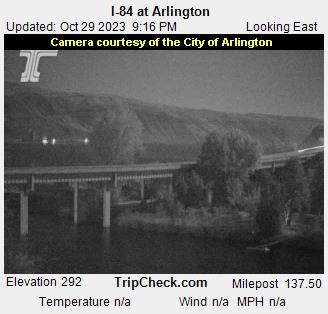 I-84 at Arlington
Updated: Oct 29 2023 9:16 PM Looking East
Camera courtesy of the City of Arlington
Elevation 292 TripCheck.com Milepost 137.50
Temperature n/a Wind n/a MPH n/a